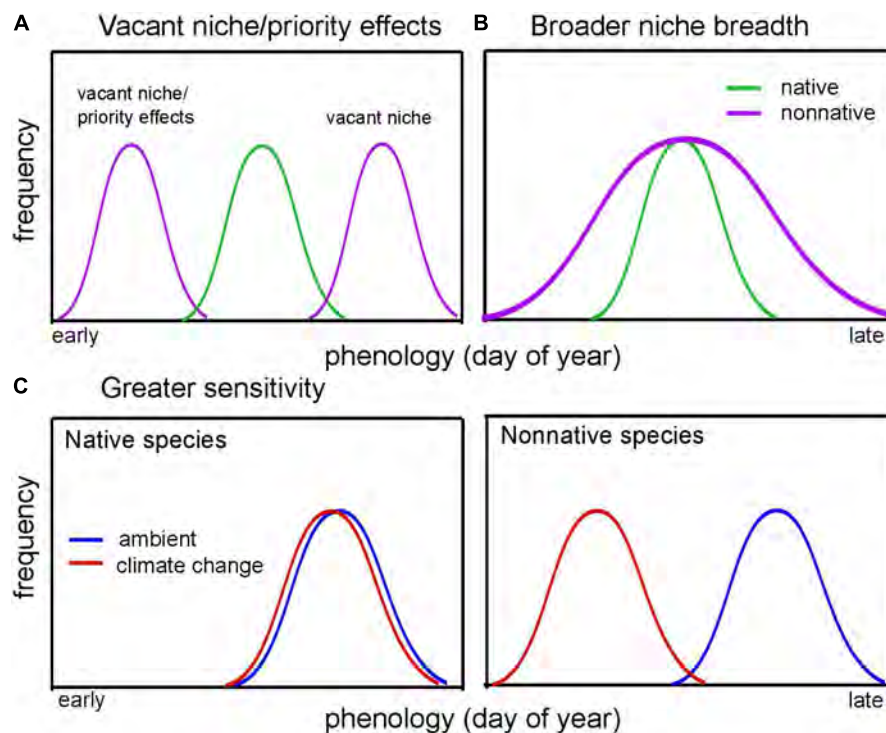 A Vacant niche/priority effects
B Broader niche breadth
frequency
vacant niche/
priority effects
vacant niche
native
nonnative
early
late
phenology (day of year)
C Greater sensitivity
frequency
Native species
ambient
climate change
Nonnative species
early
late
phenology (day of year)